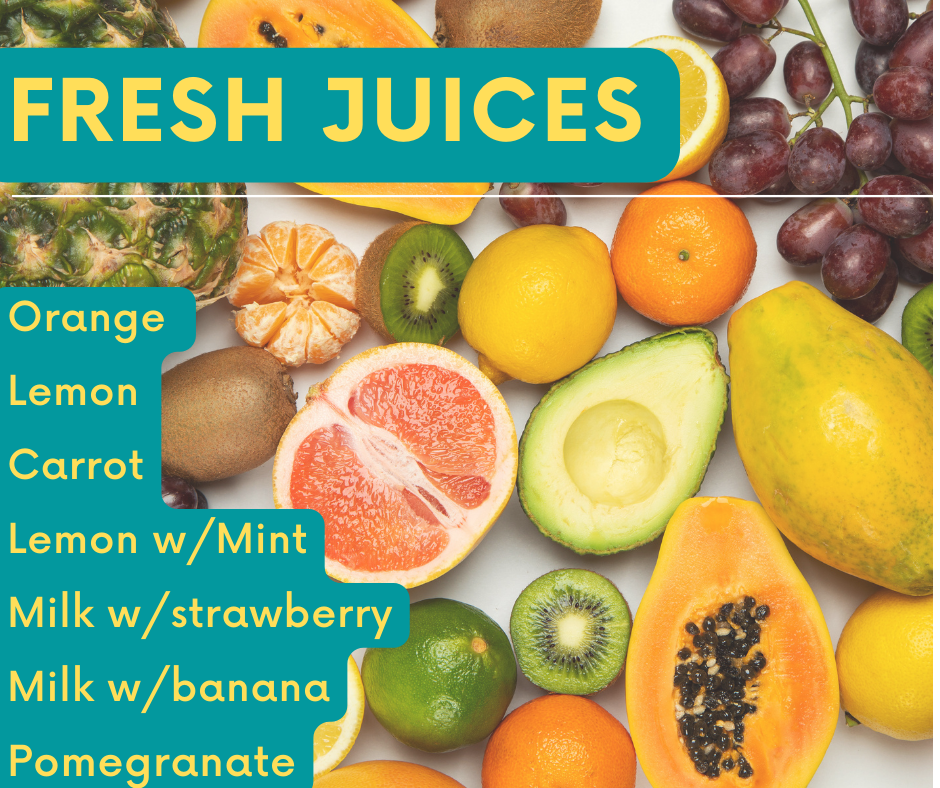 FRESH JUICES
Orange
Lemon
Carrot
Lemon w/Mint
Milk w/strawberry
Milk w/banana
Pomegranate